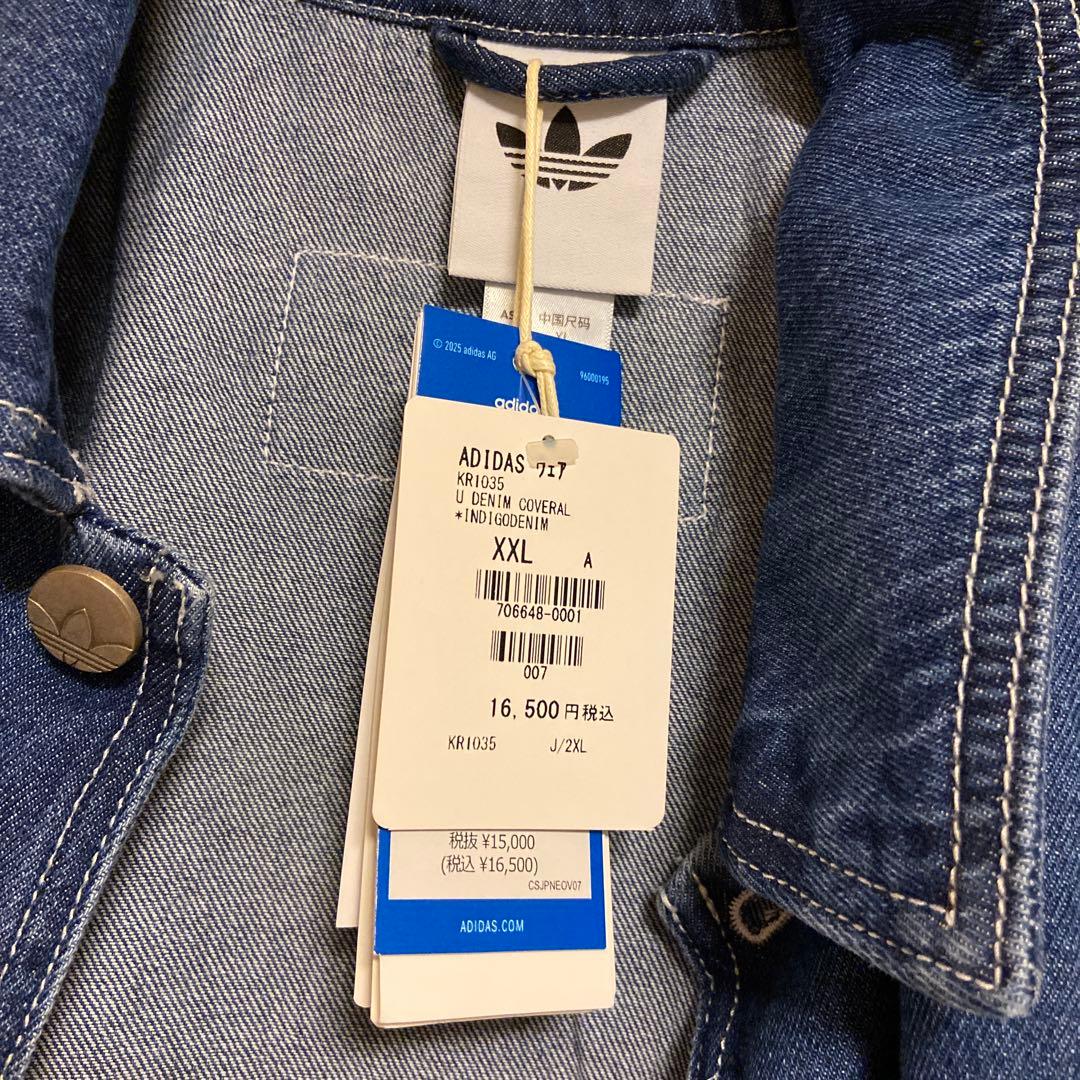 AS
中国尺码
XL
© 2025 adidas AG
96000195
ADIDAS ウェア
KR1035
U DENIM COVERAL
*INDIGODENIM
XXL A
706648-0001
007
16,500円税込
KR1035 J/2XL
税抜 ¥15,000
(税込 ¥16,500)
CSJPNEOV07
ADIDAS.COM